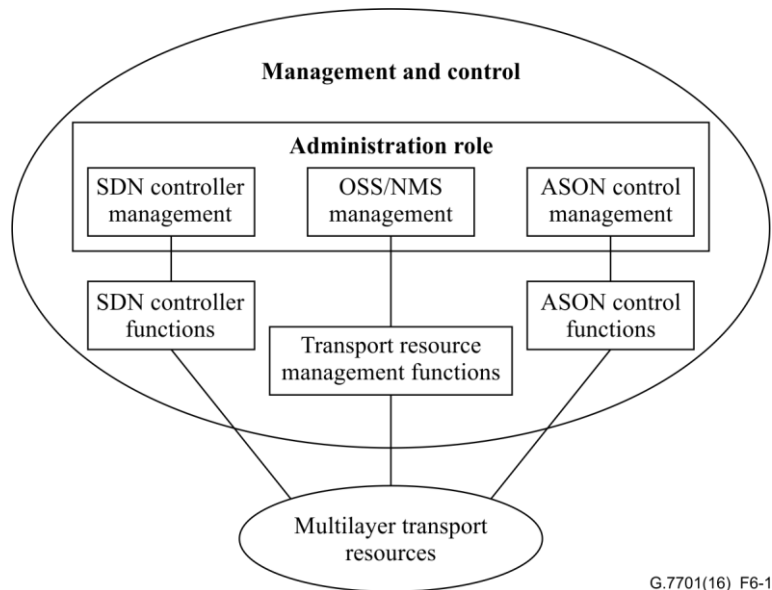 Management and control
Administration role
SDN controller
management
OSS/NMS
management
ASON control
management
SDN controller
functions
Transport resource
management functions
ASON control
functions
Multilayer transport
resources
G.7701(16)_F6-1